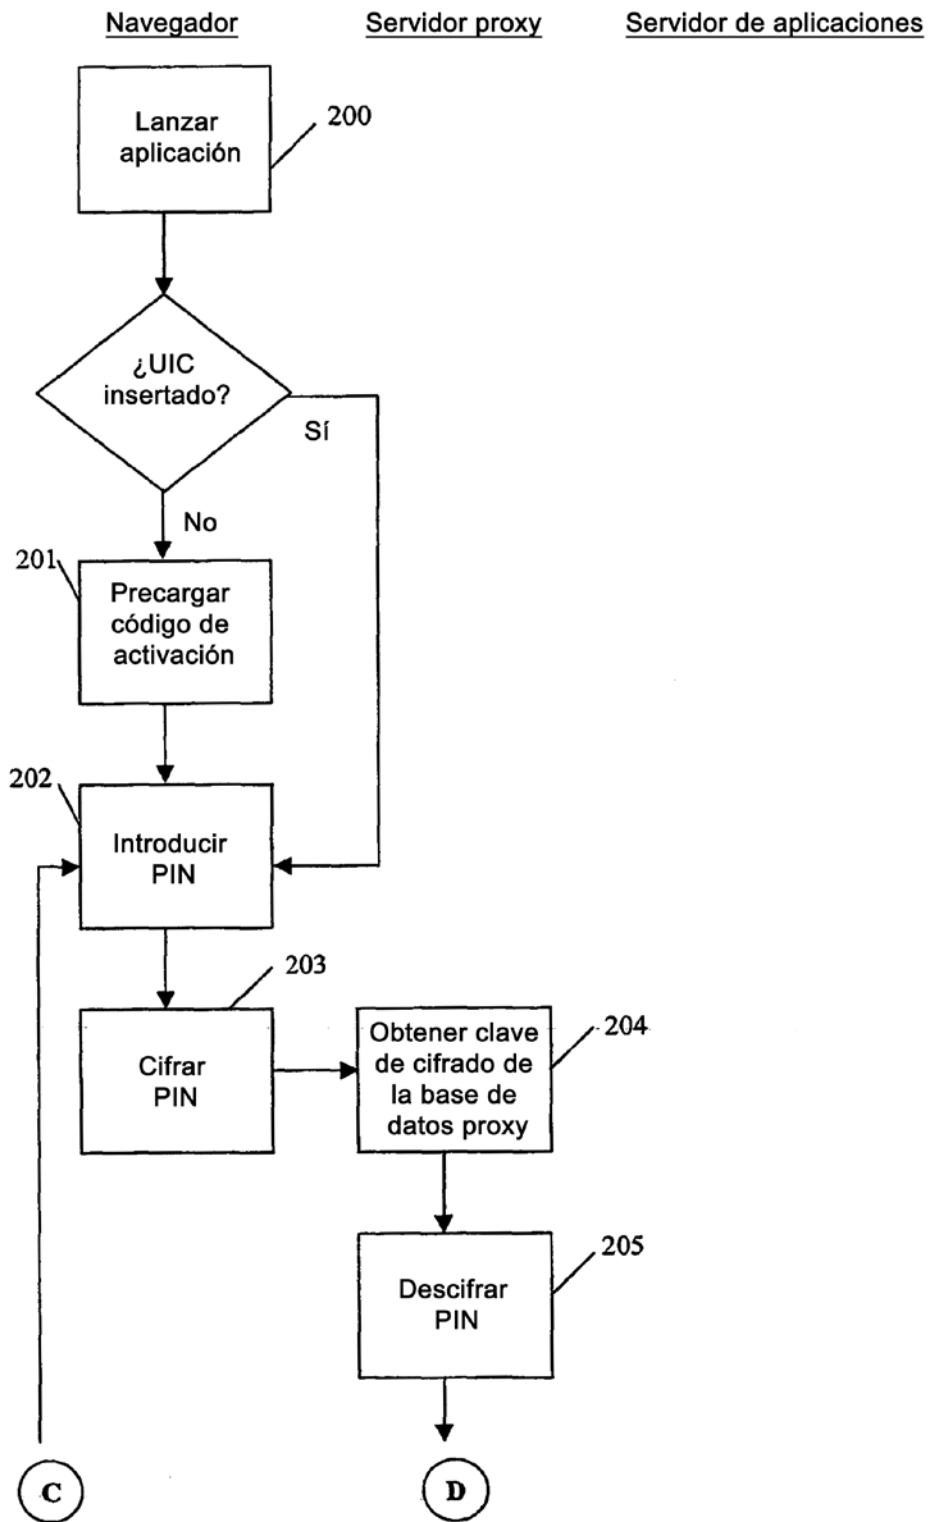 Navegador
Servidor proxy
Servidor de aplicaciones
Lanzar
aplicación
200
¿UIC
insertado?
Sí
No
201
Precargar
código de
activación
202
Introducir
PIN
203
Cifrar
PIN
Obtener clave
de cifrado de
la base de
datos proxy
204
Descifrar
PIN
205
C
D